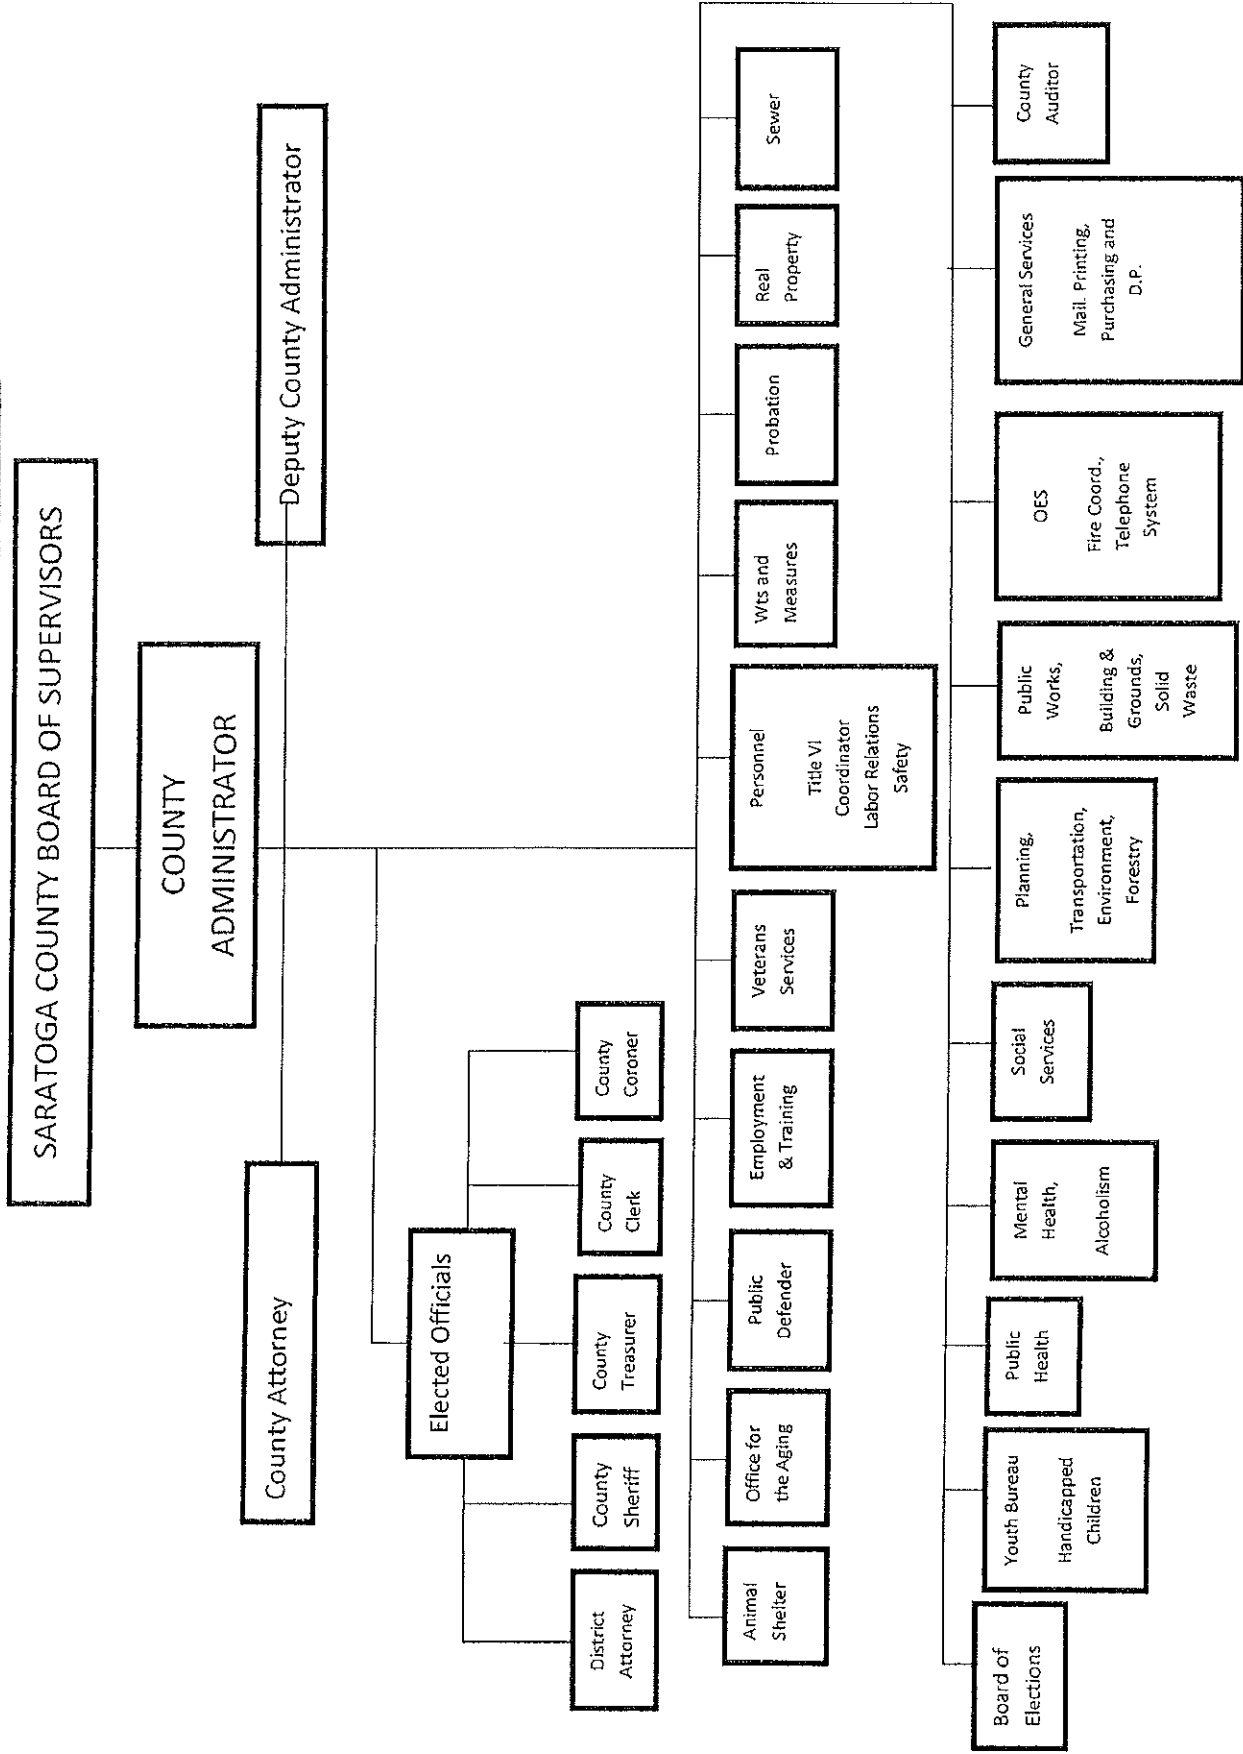 SARATOGA COUNTY BOARD OF SUPERVISORS
COUNTY
ADMINISTRATOR
County Attorney
Deputy County Administrator
Elected Officials
District
Attorney
County
Sheriff
County
Treasurer
County
Clerk
County
Coroner
Animal
Shelter
Office for
the Aging
Public
Defender
Employment
& Training
Veterans
Services
Personnel
Title VI
Coordinator
Labor Relations
Safety
Wts and
Measures
Probation
Real
Property
Sewer
Board of
Elections
Youth Bureau
Handicapped
Children
Public
Health
Mental
Health,
Alcoholism
Social
Services
Planning,
Transportation,
Environment,
Forestry
Public
Works,
Building &
Grounds,
Solid
Waste
OES
Fire Coord.,
Telephone
System
General Services
Mail. Printing,
Purchasing and
D.P.
County
Auditor